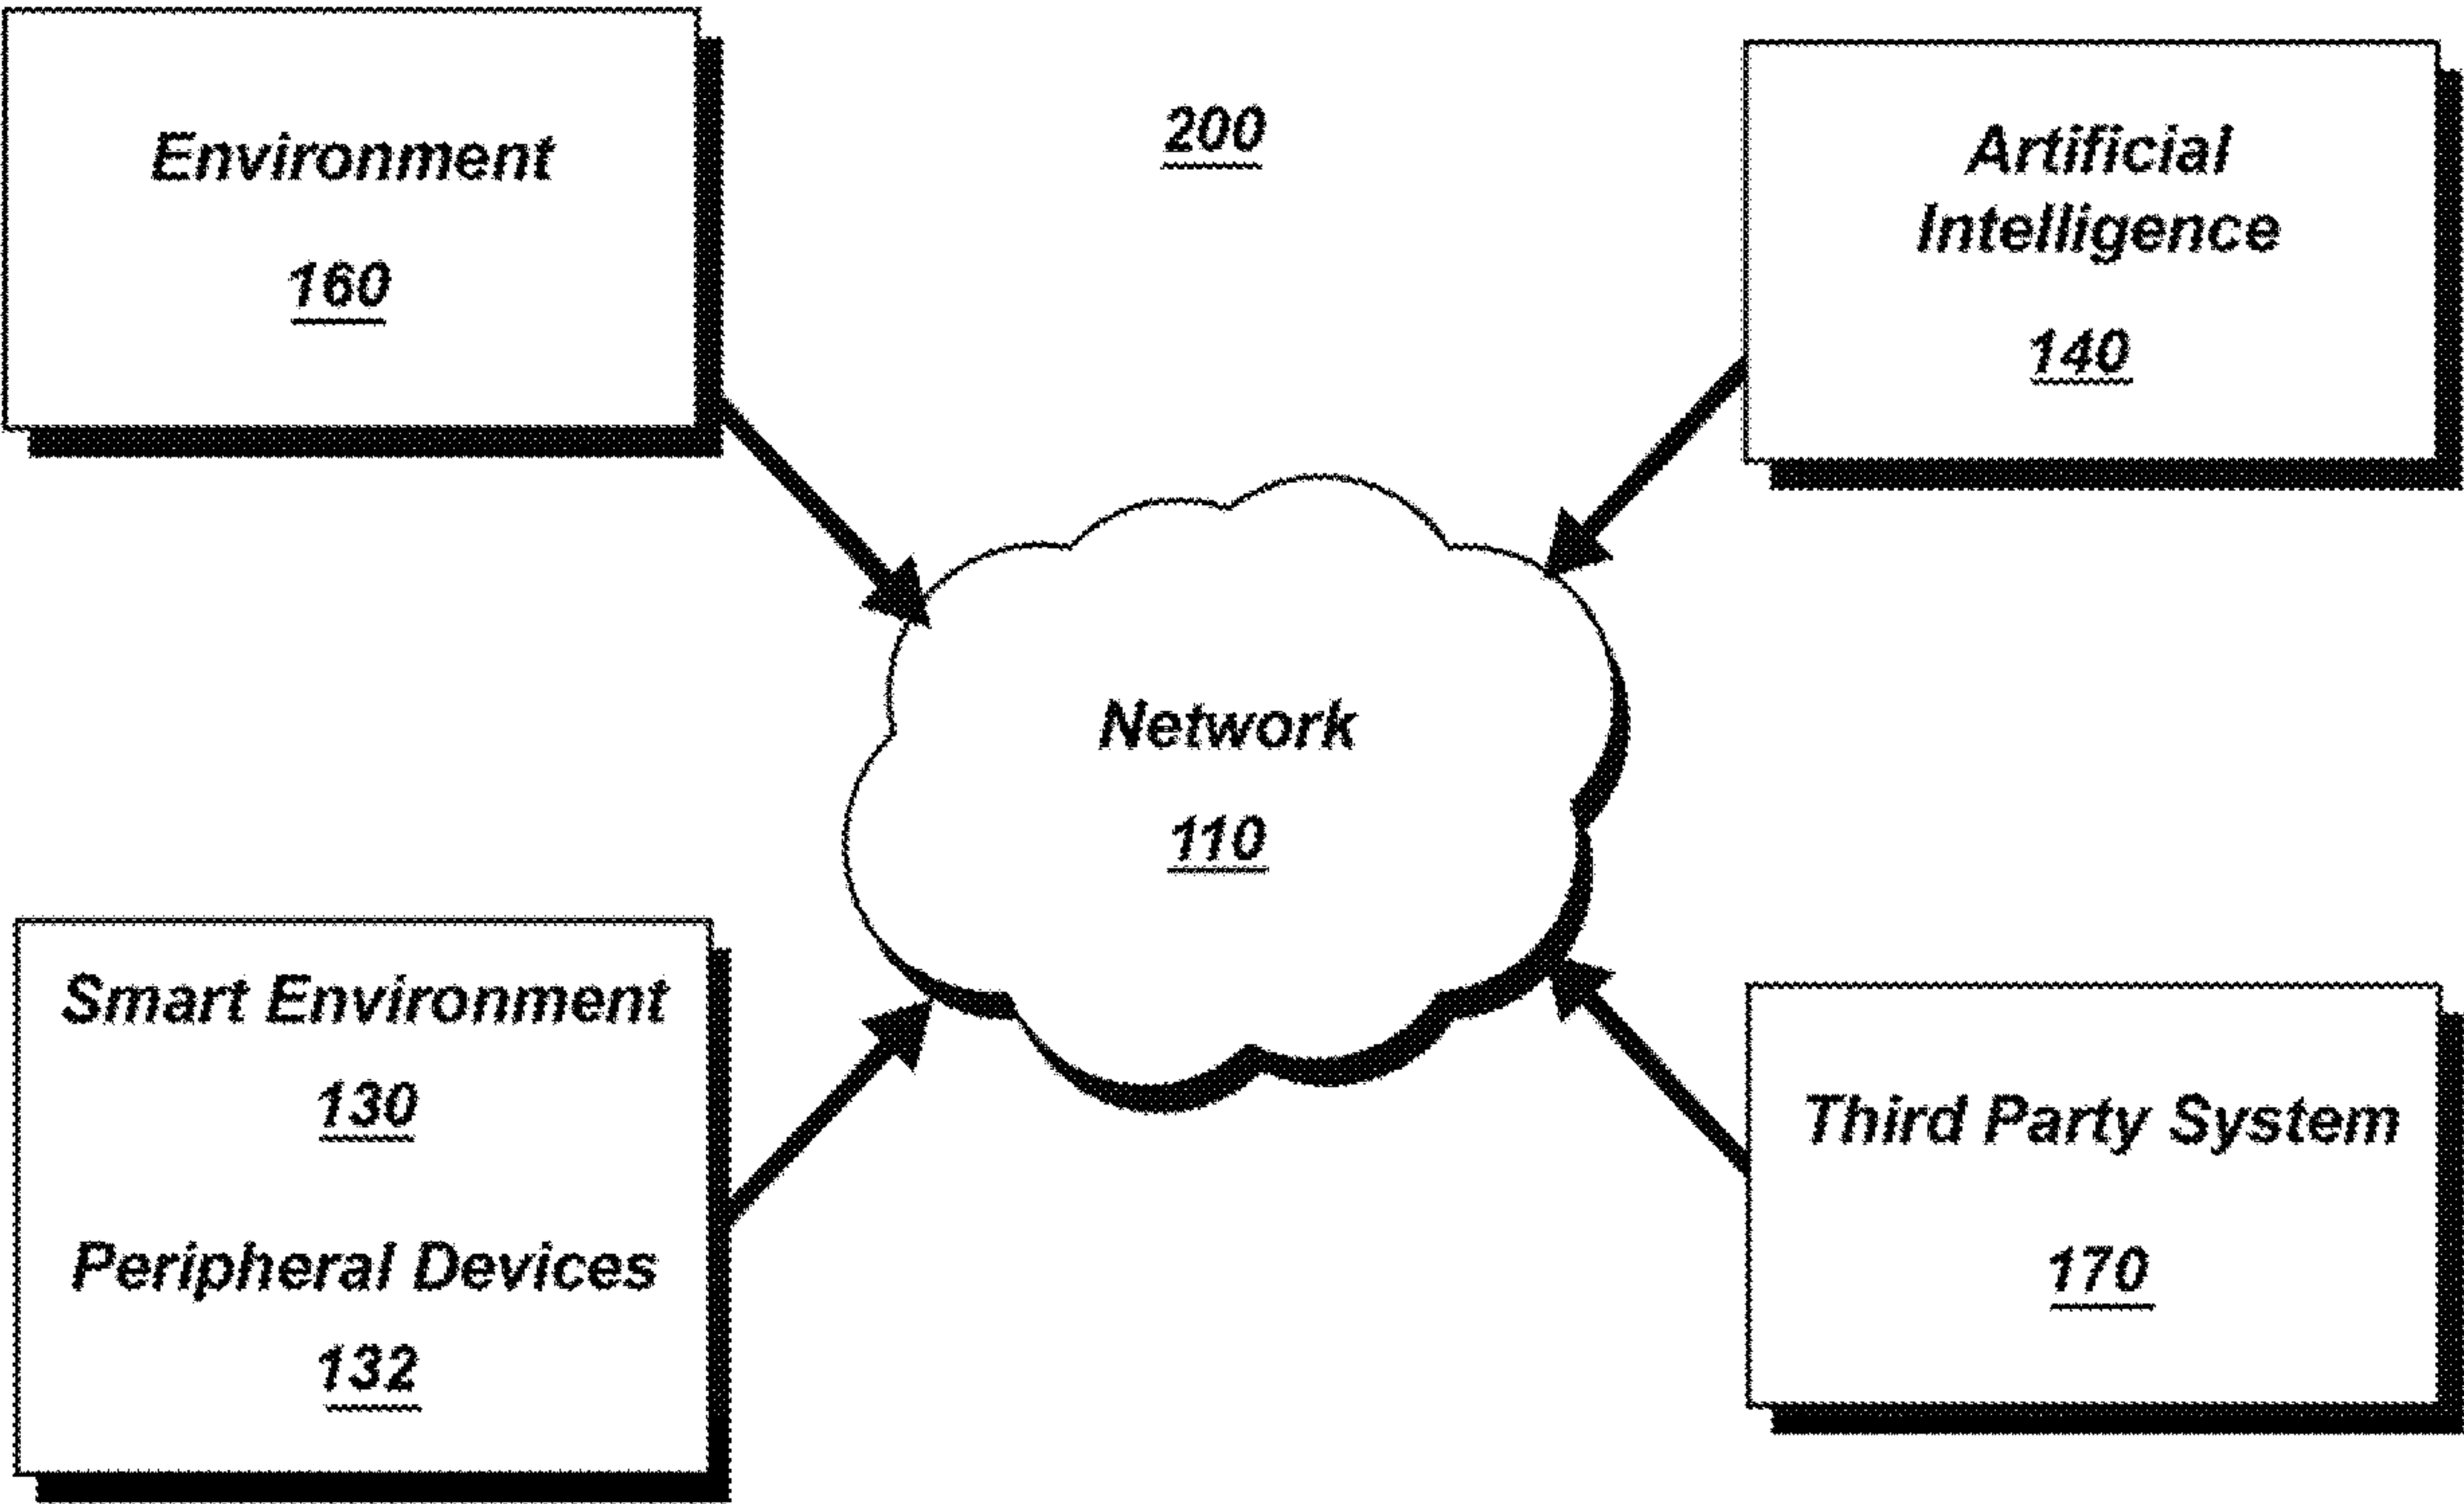 Environment
160
200
Artificial
Intelligence
140
Network
110
Smart Environment
130
Peripheral Devices
132
Third Party System
170